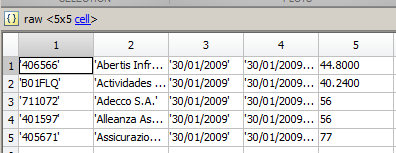 raw <5x5 cell>
1 2 3 4 5
1 '406566' 'Abertis Infr... '30/01/2009' '30/01/2009... 44.8000
2 'B01FLQ' 'Actividades ... '30/01/2009' '30/01/2009... 40.2400
3 '711072' 'Adecco S.A.' '30/01/2009' '30/01/2009... 56
4 '401597' 'Alleanza As... '30/01/2009' '30/01/2009... 56
5 '405671' 'Assicurazio... '30/01/2009' '30/01/2009... 77